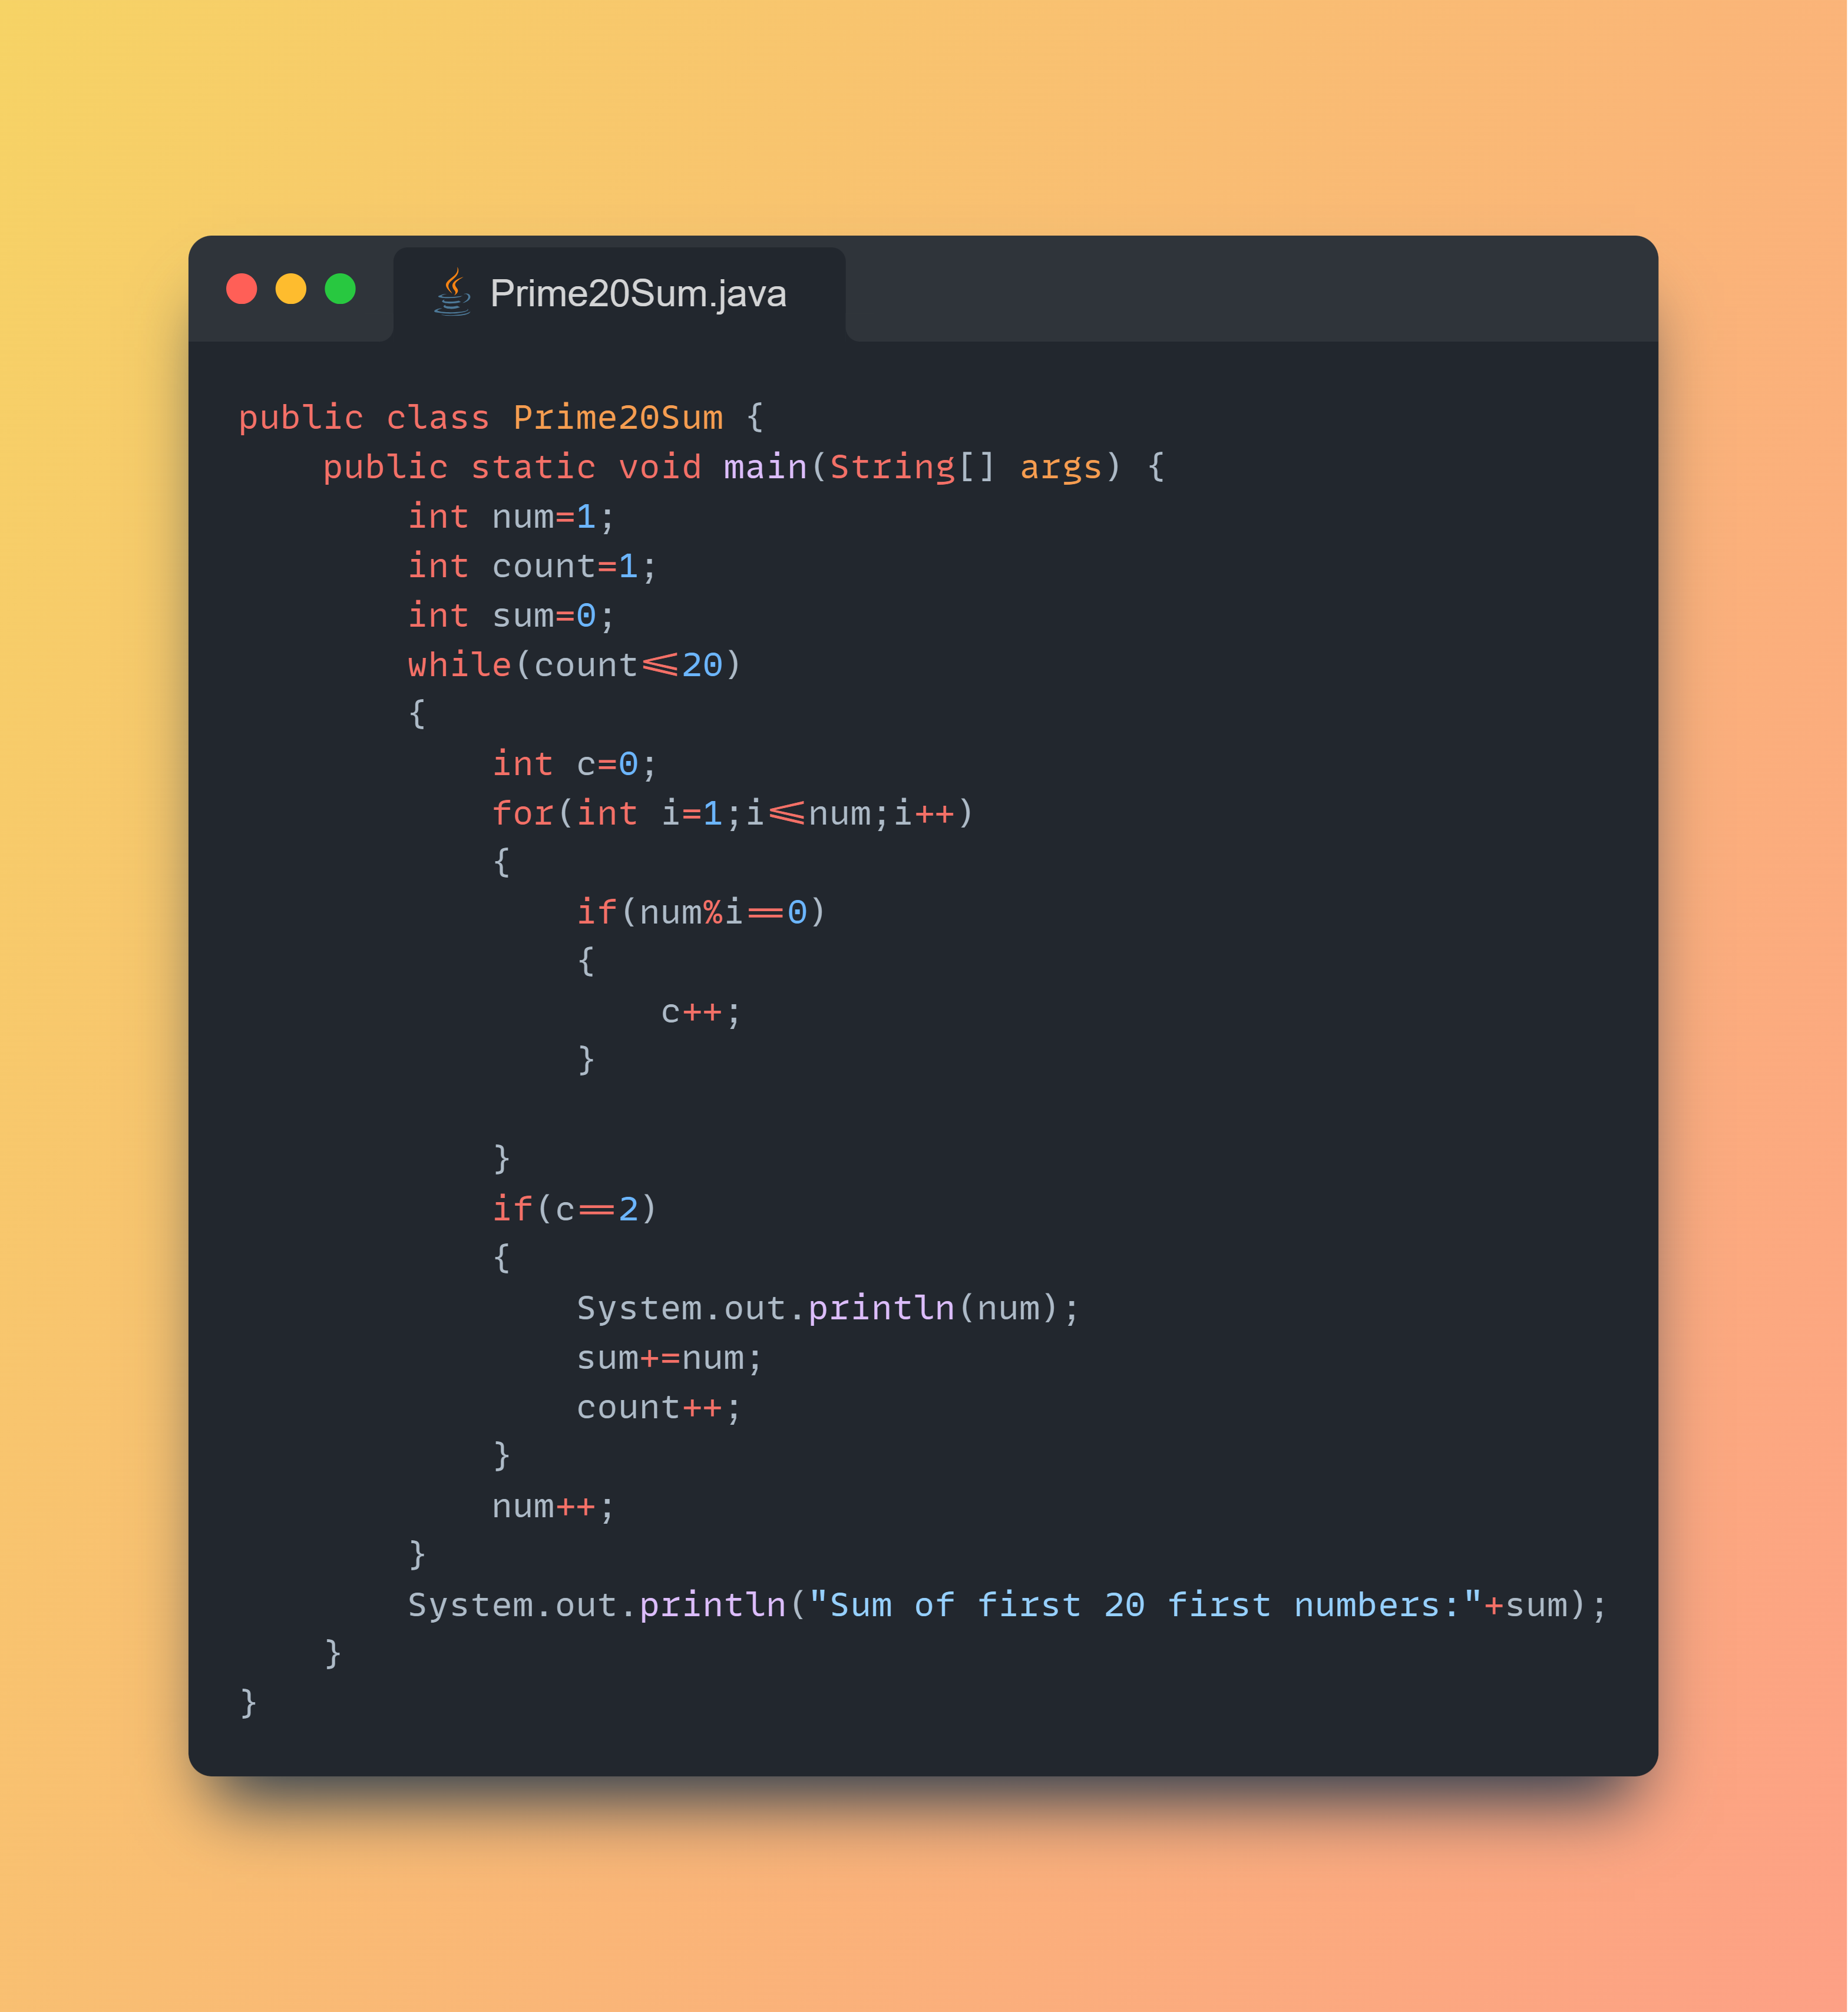 Prime20Sum.java
public class Prime20Sum {
    public static void main(String[] args) {
        int num=1;
        int count=1;
        int sum=0;
        while(count<=20)
        {
            int c=0;
            for(int i=1;i<=num;i++)
            {
                if(num%i==0)
                {
                    c++;
                }
            }
            if(c==2)
            {
                System.out.println(num);
                sum+=num;
                count++;
            }
            num++;
        }
        System.out.println("Sum of first 20 first numbers:"+sum);
    }
}